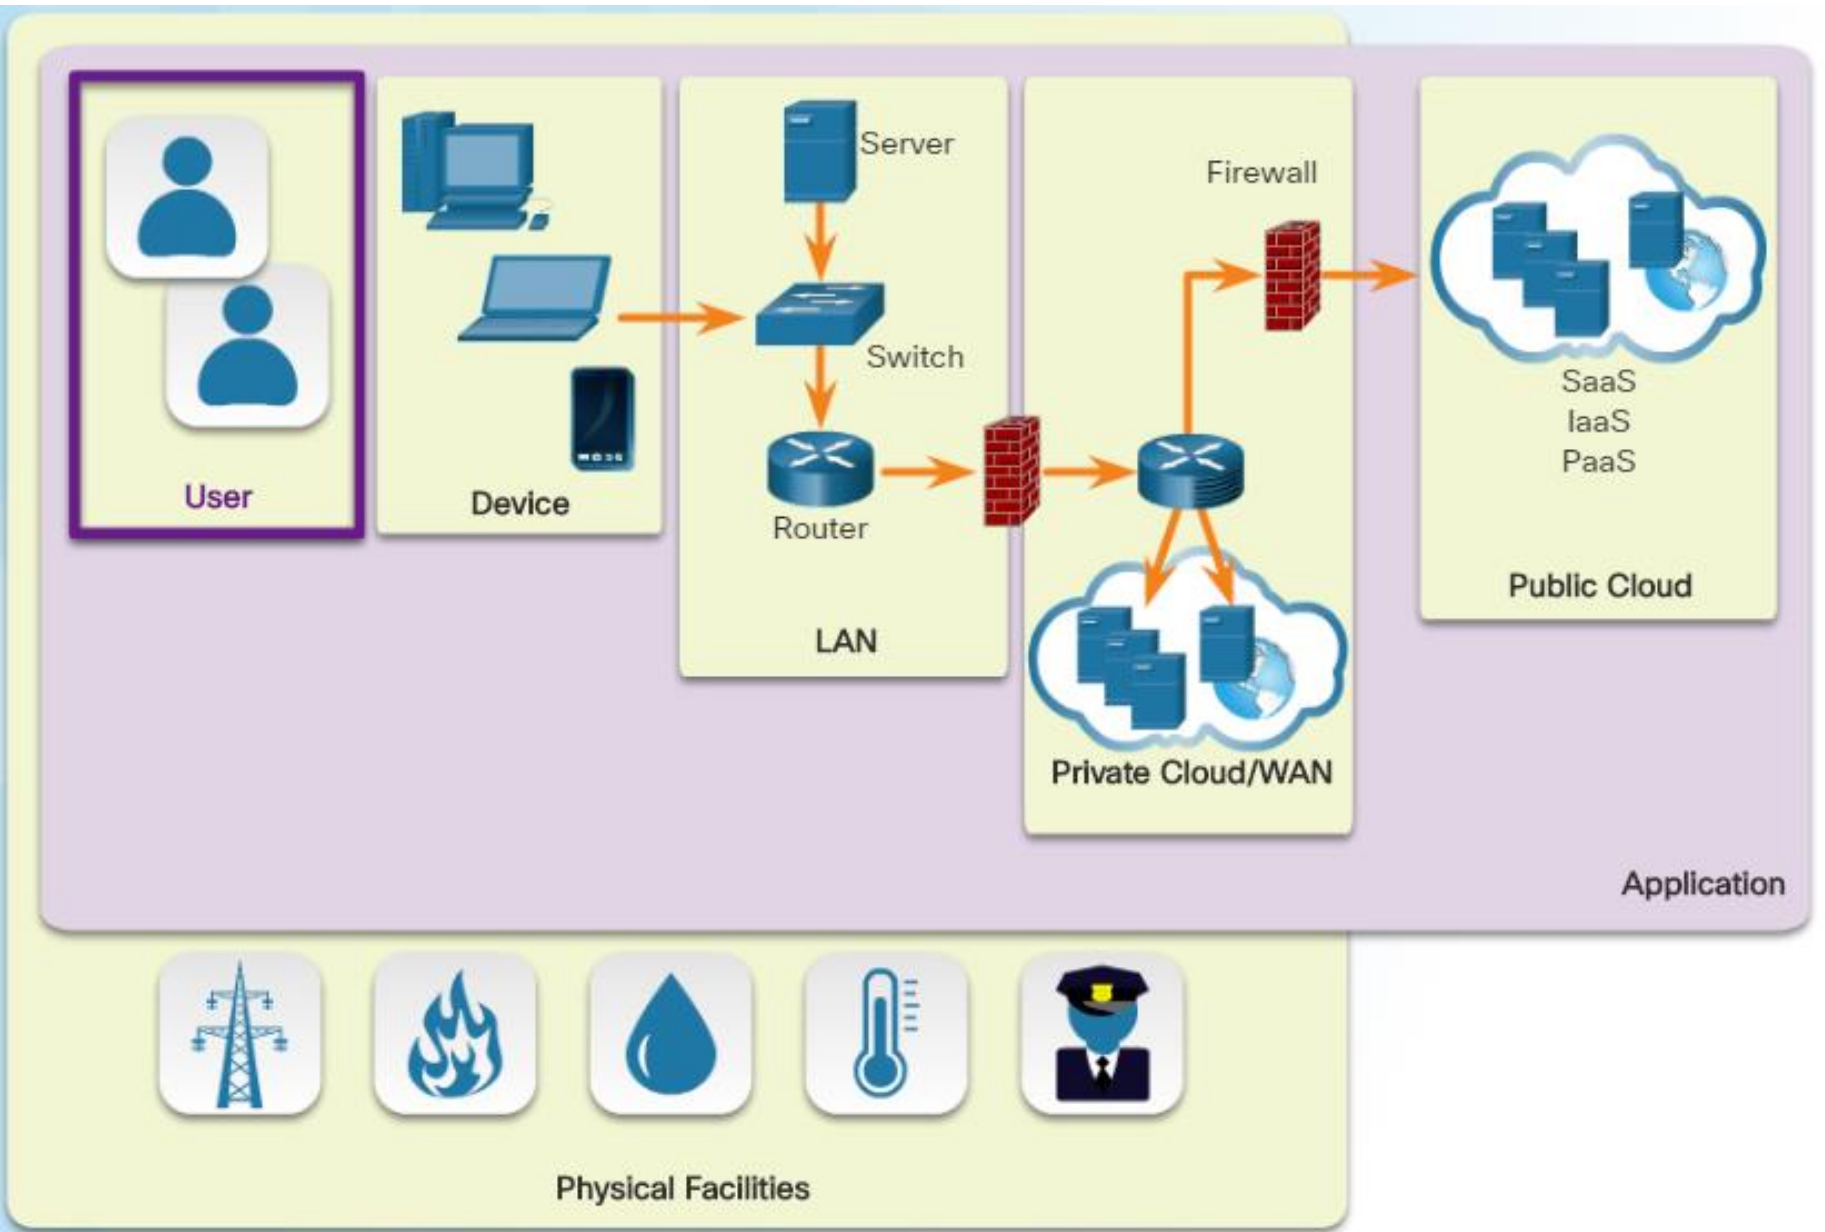 Server
Firewall
Switch
SaaS
IaaS
PaaS
User
Device
Router
Public Cloud
LAN
Private Cloud/WAN
Application
Physical Facilities